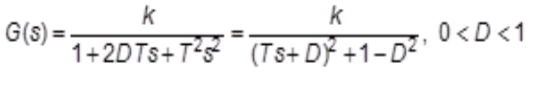 G(s) = k / (1+2DTs+T²s²) = k / ((Ts+D)²+1−D²), 0<D<1